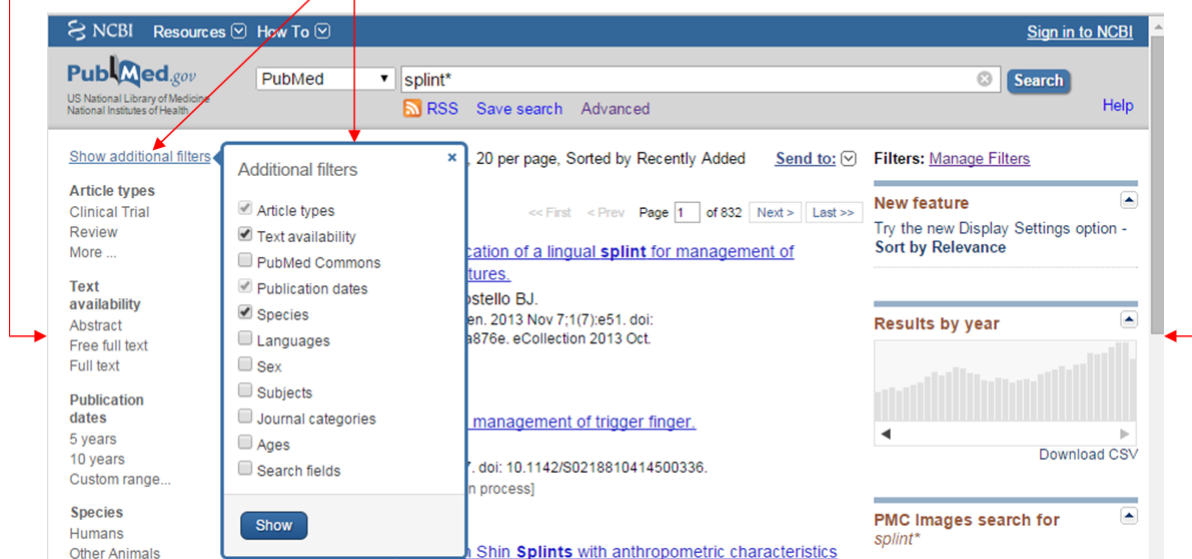 NCBI Resources How To Sign in to NCBI
PubMed.gov
US National Library of Medicine
National Institutes of Health
PubMed splint* Search
RSS Save search Advanced Help
Show additional filters
Article types
Clinical Trial
Review
More ...
Text
availability
Abstract
Free full text
Full text
Publication
dates
5 years
10 years
Custom range...
Species
Humans
Other Animals
Additional filters ×
Article types
Text availability
PubMed Commons
Publication dates
Species
Languages
Sex
Subjects
Journal categories
Ages
Search fields
Show
, 20 per page, Sorted by Recently Added Send to:
<< First < Prev Page 1 of 832 Next > Last >>
cation of a lingual splint for management of
tures.
ostello BJ.
en. 2013 Nov 7;1(7):e51. doi:
a876e. eCollection 2013 Oct.
management of trigger finger.
7. doi: 10.1142/S0218810414500336.
n process]
n Shin Splints with anthropometric characteristics
Filters: Manage Filters
New feature
Try the new Display Settings option -
Sort by Relevance
Results by year
Download CSV
PMC Images search for
splint*